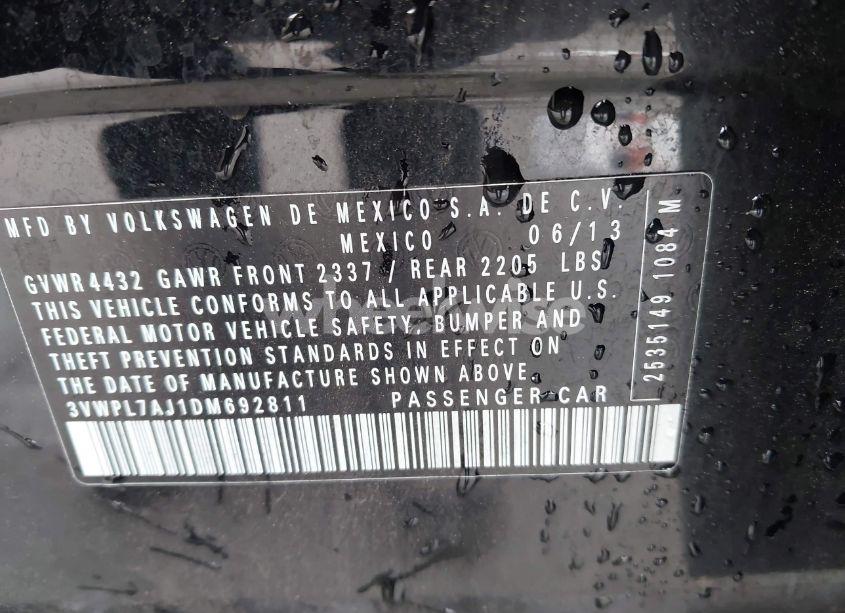 MFD BY VOLKSWAGEN DE MEXICO S.A. DE C.V.
MEXICO 06/13
GVWR 4432 GAWR FRONT 2337 / REAR 2205 LBS
THIS VEHICLE CONFORMS TO ALL APPLICABLE U.S.
FEDERAL MOTOR VEHICLE SAFETY, BUMPER AND
THEFT PREVENTION STANDARDS IN EFFECT ON
THE DATE OF MANUFACTURE SHOWN ABOVE.
3VWPL7AJ1DM692811 PASSENGER CAR
2535149 1084 M